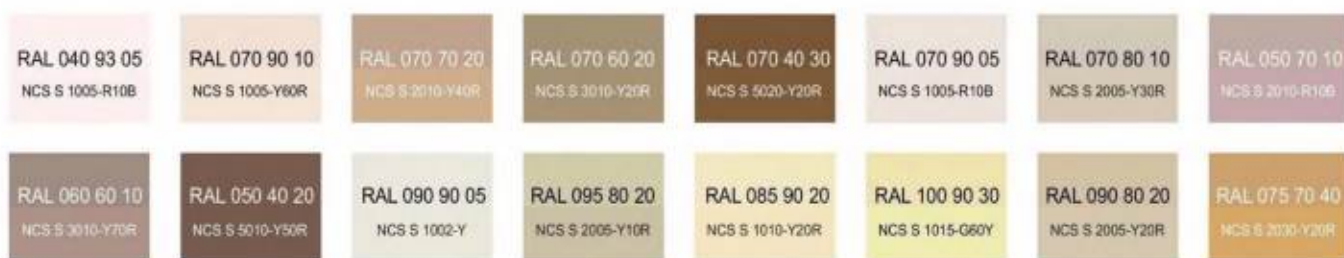 RAL 040 93 05
NCS S 1005-R10B
RAL 070 90 10
NCS S 1005-Y60R
RAL 070 70 20
NCS S 2010-Y40R
RAL 070 60 20
NCS S 3010-Y20R
RAL 070 40 30
NCS S 5020-Y20R
RAL 070 90 05
NCS S 1005-R10B
RAL 070 80 10
NCS S 2005-Y30R
RAL 050 70 10
NCS S 2010-R10B
RAL 060 60 10
NCS S 3010-Y70R
RAL 050 40 20
NCS S 5010-Y50R
RAL 090 90 05
NCS S 1002-Y
RAL 095 80 20
NCS S 2005-Y10R
RAL 085 90 20
NCS S 1010-Y20R
RAL 100 90 30
NCS S 1015-G60Y
RAL 090 80 20
NCS S 2005-Y20R
RAL 075 70 40
NCS S 2030-Y20R